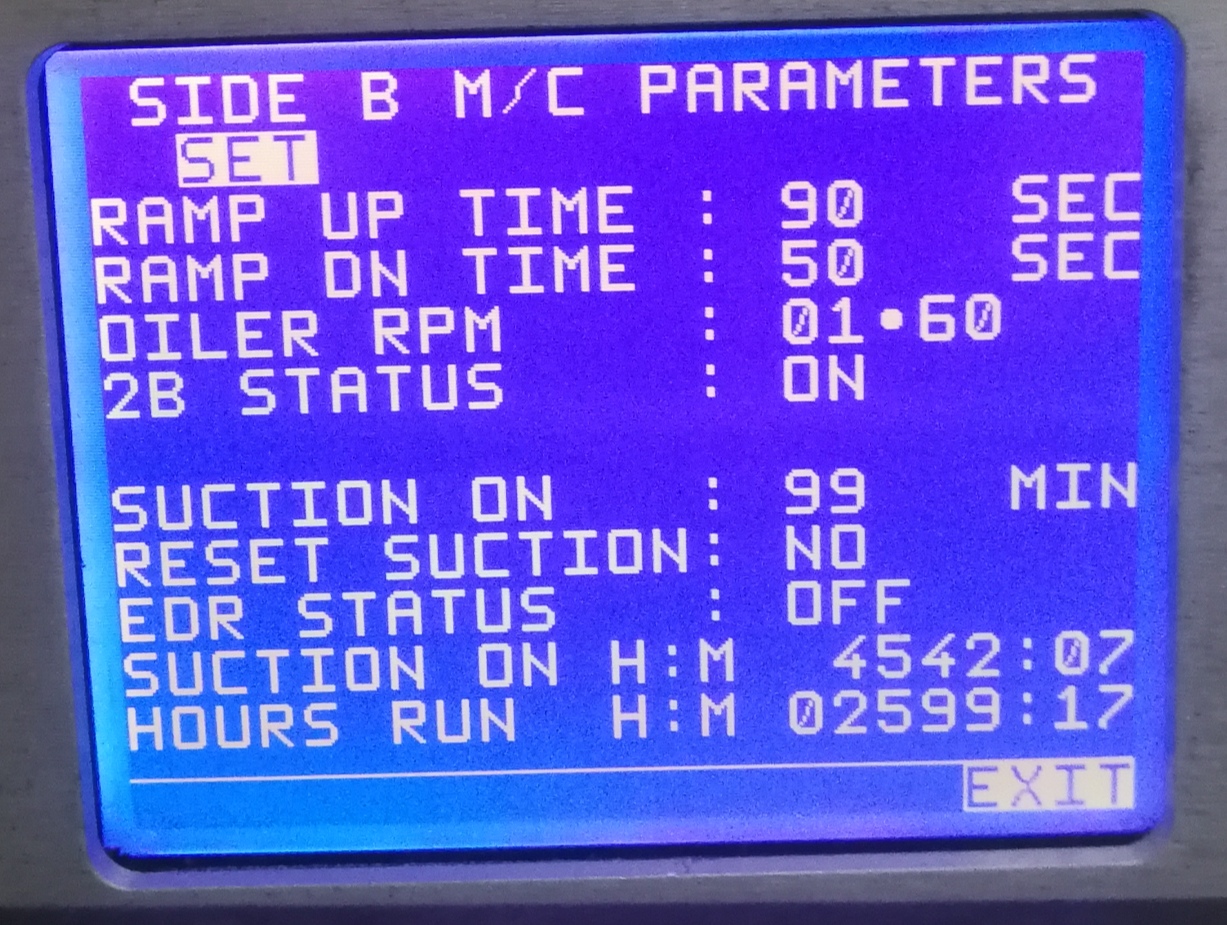 SIDE B M/C PARAMETERS
SET
RAMP UP TIME : 90 SEC
RAMP DN TIME : 50 SEC
OILER RPM : 01•60
2B STATUS : ON
SUCTION ON : 99 MIN
RESET SUCTION: NO
EDR STATUS : OFF
SUCTION ON H:M 4542:07
HOURS RUN H:M 02599:17
EXIT